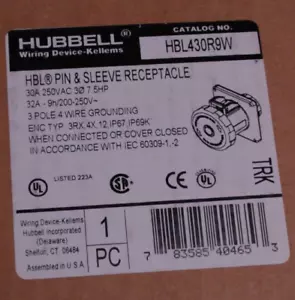 HUBBELL®
Wiring Device-Kellems
CATALOG NO.
HBL430R9W
HBL® PIN & SLEEVE RECEPTACLE
30A 250VAC 3Ø 7.5HP
32A - 9h/200-250V~
3 POLE 4 WIRE GROUNDING
ENC TYP. 3RX,4X,12,IP67,IP69K
WHEN CONNECTED OR COVER CLOSED
IN ACCORDANCE WITH IEC 60309-1,-2
TRK
UL
LISTED 223A
SA
UL
Wiring Device-Kellems
Hubbell Incorporated
(Delaware)
Shelton, CT 06484
Assembled in U.S.A.
1
PC
7 83585 40465 3